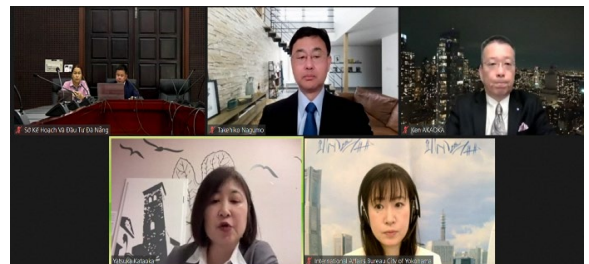 Sở Kế Hoạch Và Đầu Tư Đà Nẵng
Takehiko Nagumo
Ken AKAOKA
Yatsuka Kataoka
International Affairs Bureau City of Yokohama